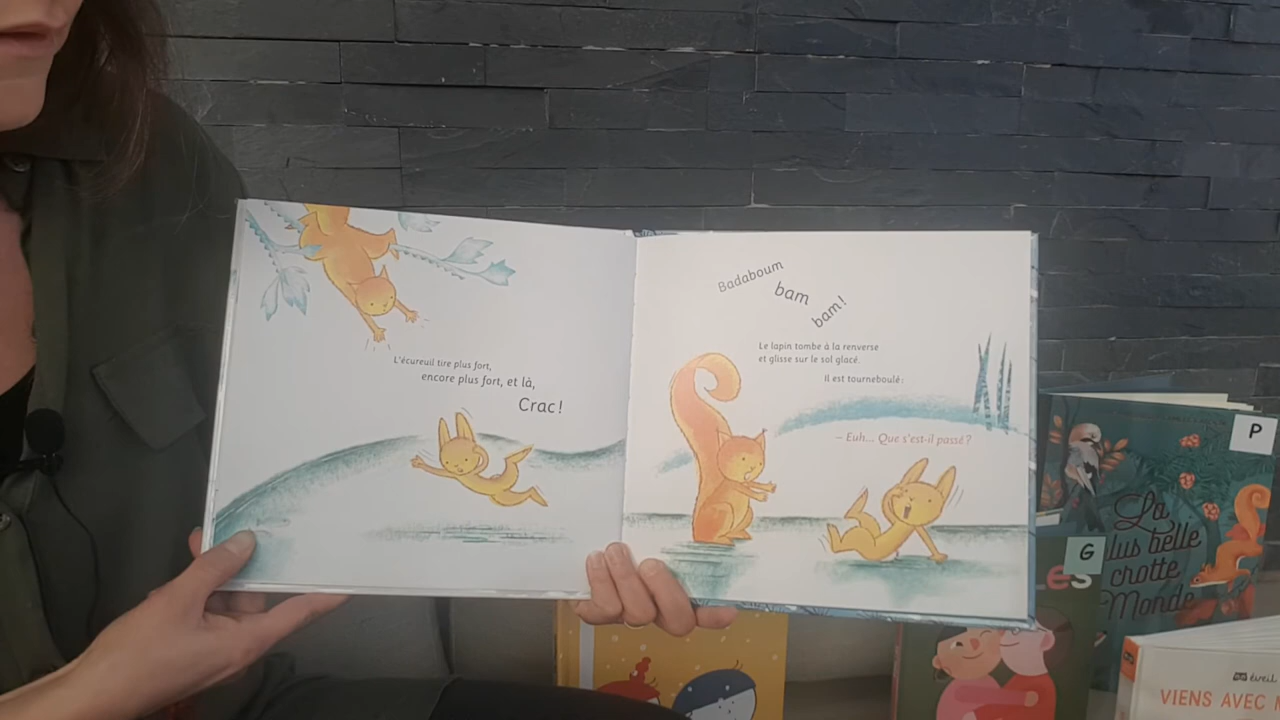 L'écureuil tire plus fort,
encore plus fort, et là,
Crac!
Badaboum
bam
bam!
Le lapin tombe à la renverse
et glisse sur le sol glacé.
Il est tourneboulé:
– Euh... Que s'est-il passé?
P
La
plus belle
crotte
Monde
G
es
éveil
VIENS AVEC